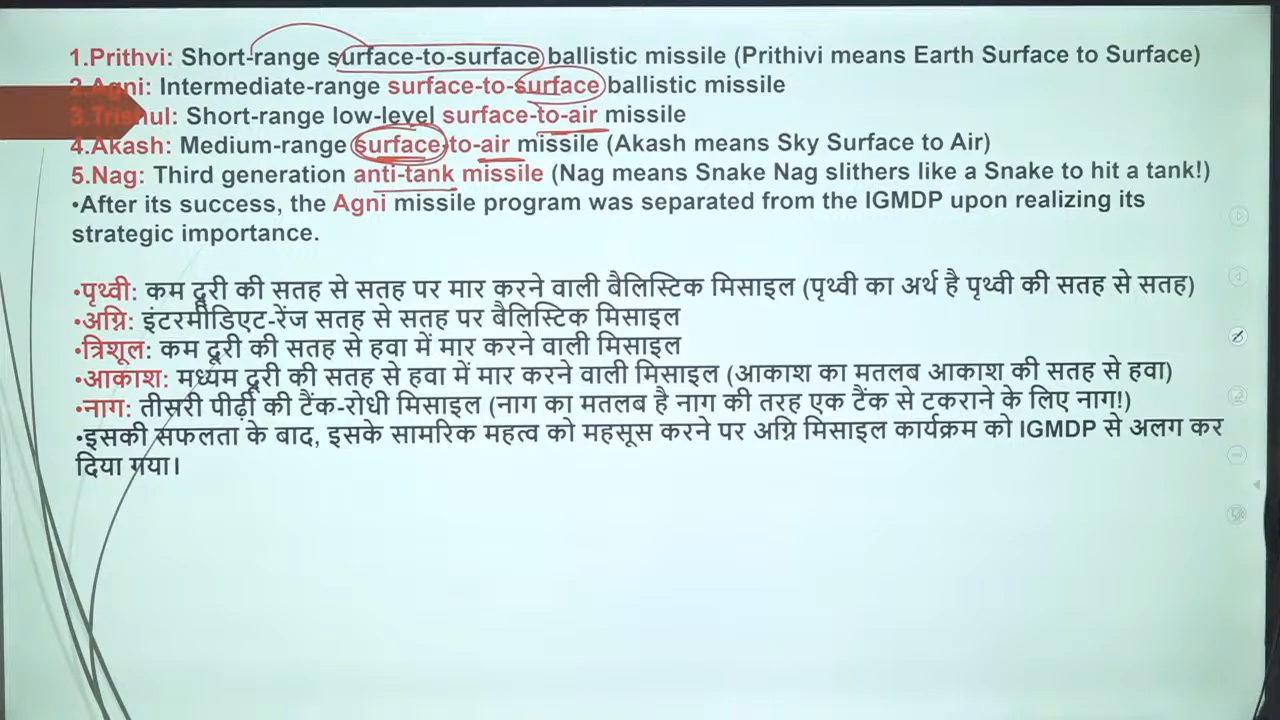 1.Prithvi: Short-range surface-to-surface ballistic missile (Prithivi means Earth Surface to Surface)
2.Agni: Intermediate-range surface-to-surface ballistic missile
3.Trishul: Short-range low-level surface-to-air missile
4.Akash: Medium-range surface-to-air missile (Akash means Sky Surface to Air)
5.Nag: Third generation anti-tank missile (Nag means Snake Nag slithers like a Snake to hit a tank!)
•After its success, the Agni missile program was separated from the IGMDP upon realizing its
strategic importance.
•पृथ्वी: कम दूरी की सतह से सतह पर मार करने वाली बैलिस्टिक मिसाइल (पृथ्वी का अर्थ है पृथ्वी की सतह से सतह)
•अग्नि: इंटरमीडिएट-रेंज सतह से सतह पर बैलिस्टिक मिसाइल
•त्रिशूल: कम दूरी की सतह से हवा में मार करने वाली मिसाइल
•आकाश: मध्यम दूरी की सतह से हवा में मार करने वाली मिसाइल (आकाश का मतलब आकाश की सतह से हवा)
•नाग: तीसरी पीढ़ी की टैंक-रोधी मिसाइल (नाग का मतलब है नाग की तरह एक टैंक से टकराने के लिए नाग!)
•इसकी सफलता के बाद, इसके सामरिक महत्व को महसूस करने पर अग्नि मिसाइल कार्यक्रम को IGMDP से अलग कर
दिया गया।